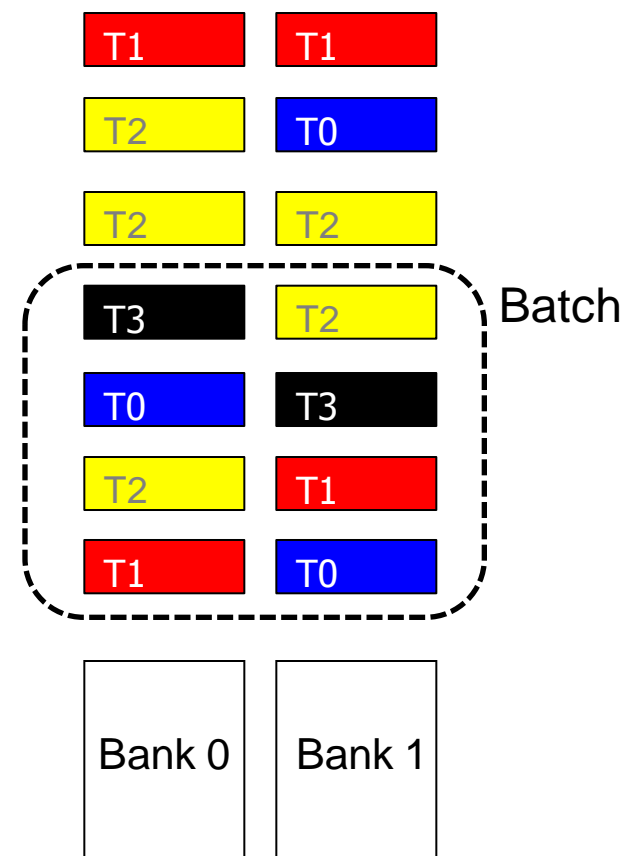 T1 T1
T2 T0
T2 T2
T3 T2 Batch
T0 T3
T2 T1
T1 T0
Bank 0 Bank 1